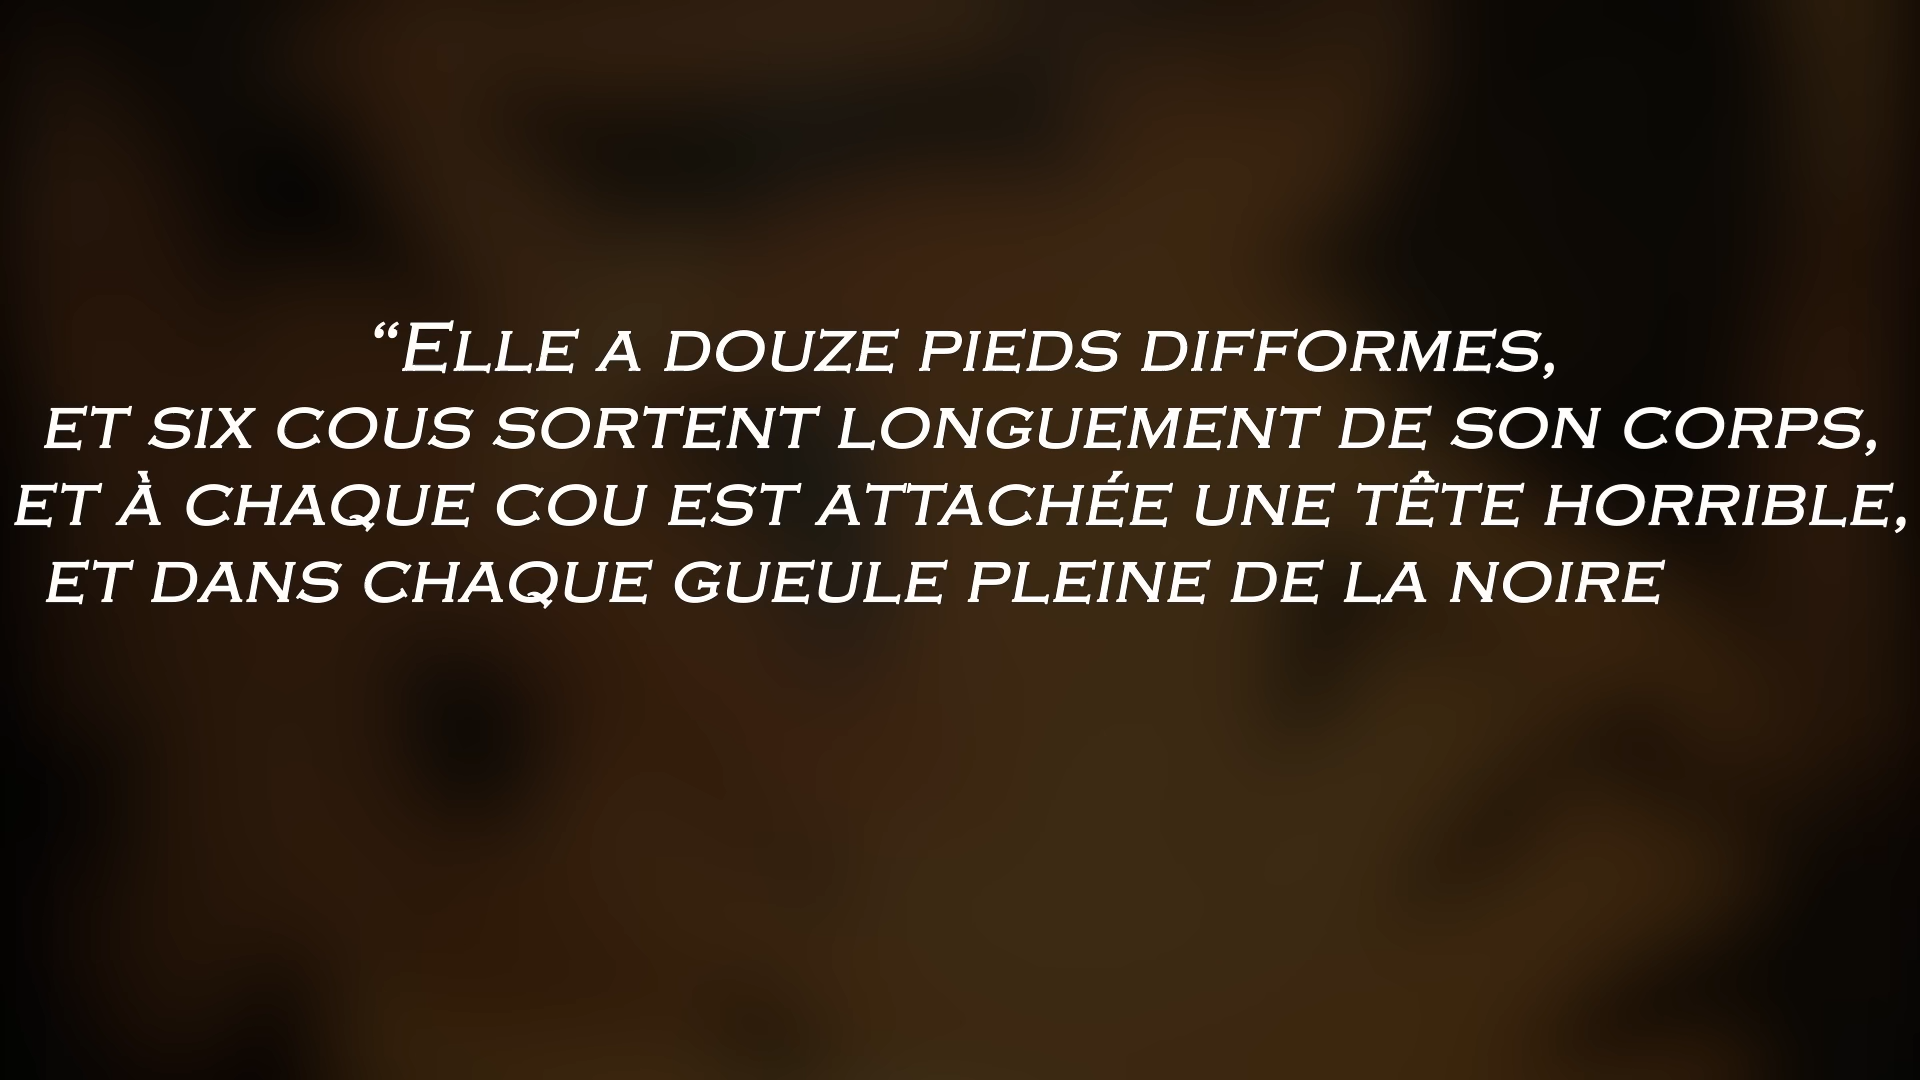 “Elle a douze pieds difformes,
et six cous sortent longuement de son corps,
et à chaque cou est attachée une tête horrible,
et dans chaque gueule pleine de la noire